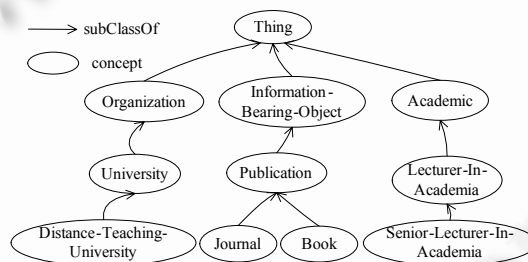 subClassOf
concept
Thing
Organization
Information-
Bearing-Object
Academic
University
Publication
Lecturer-In-
Academia
Distance-Teaching-
University
Journal
Book
Senior-Lecturer-In-
Academia